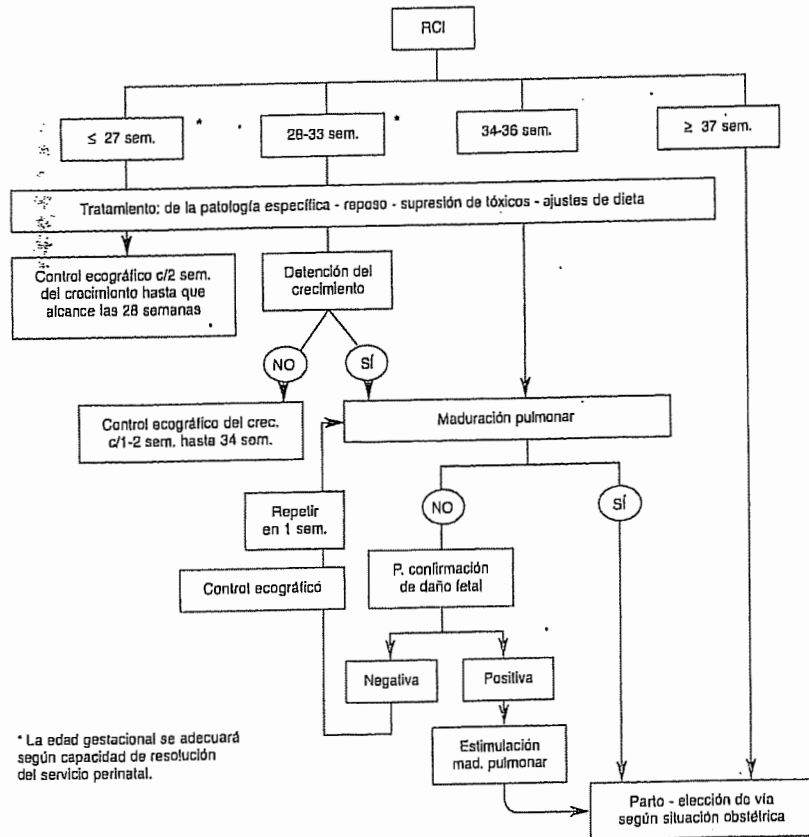 RCI
≤ 27 sem.
*
28-33 sem.
*
34-36 sem.
≥ 37 sem.
Tratamiento: de la patología específica - reposo - supresión de tóxicos - ajustes de dieta
Control ecográfico c/2 sem.
del crecimionto hasta que
alcance las 28 semanas
Detención del
crecimiento
NO
SÍ
Control ecográfico del crec.
c/1-2 sem. hasta 34 sem.
Maduración pulmonar
NO
SÍ
Repetir
en 1 sem.
Control ecográficó
P. confirmación
de daño fetal
Negativa
Positiva
Estimulación
mad. pulmonar
* La edad gestacional se adecuará
según capacidad de resolución
del servicio perinatal.
Parto - elección de vía
según situación obstétrica